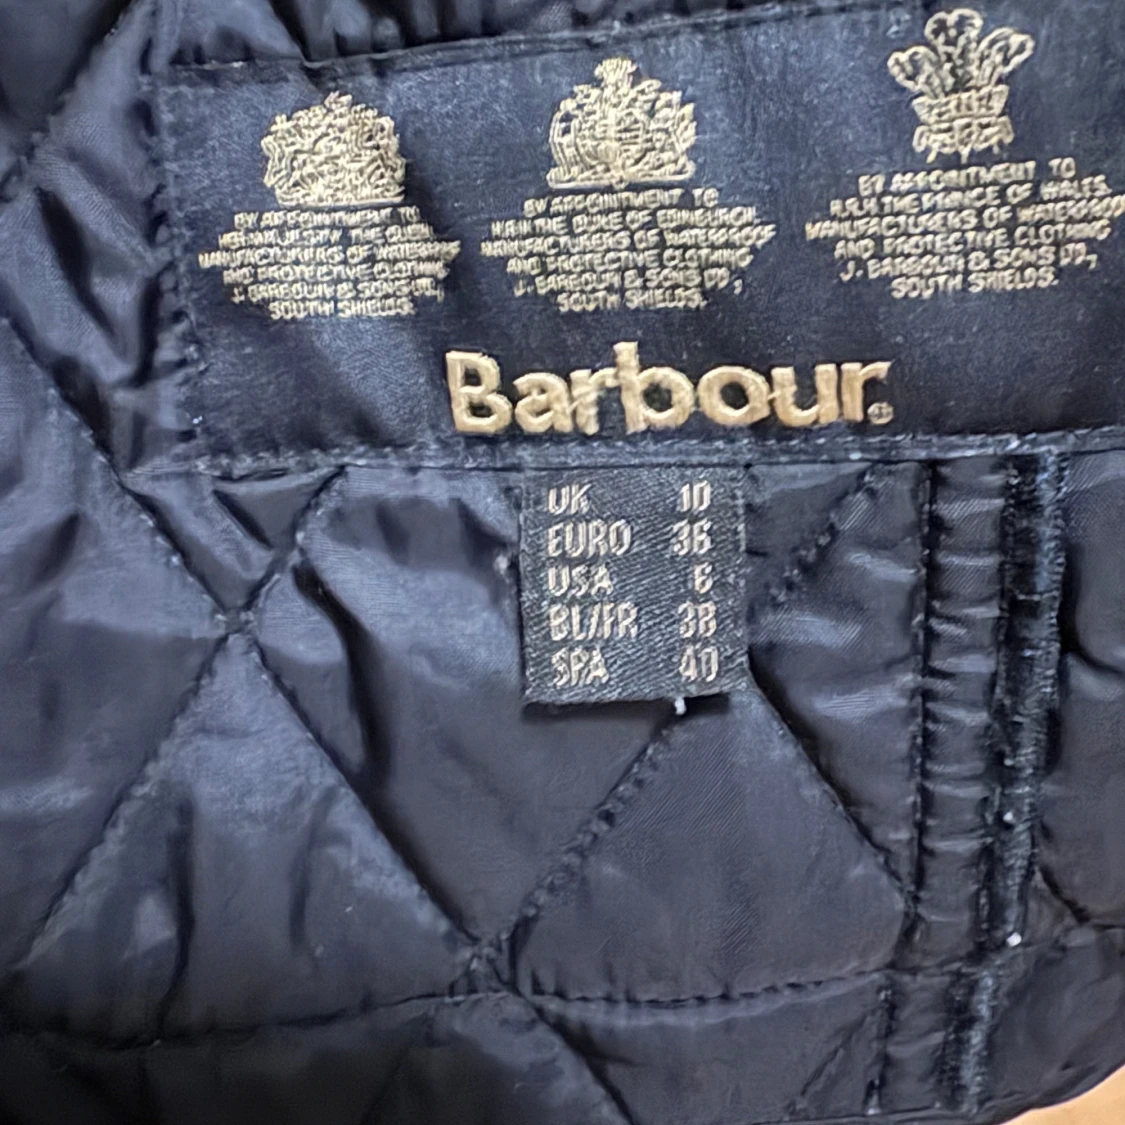 BY APPOINTMENT TO
HER MAJESTY THE QUEEN
MANUFACTURERS OF WATERPROOF
AND PROTECTIVE CLOTHING
J. BARBOUR & SONS LTD,
SOUTH SHIELDS.
BY APPOINTMENT TO
H.R.H. THE DUKE OF EDINBURGH
MANUFACTURERS OF WATERPROOF
AND PROTECTIVE CLOTHING
J. BARBOUR & SONS LTD,
SOUTH SHIELDS.
BY APPOINTMENT TO
H.R.H. THE PRINCE OF WALES
MANUFACTURERS OF WATERPROOF
AND PROTECTIVE CLOTHING
J. BARBOUR & SONS LTD,
SOUTH SHIELDS.
Barbour®
UK 10
EURO 36
USA 6
BL/FR 38
SPA 40